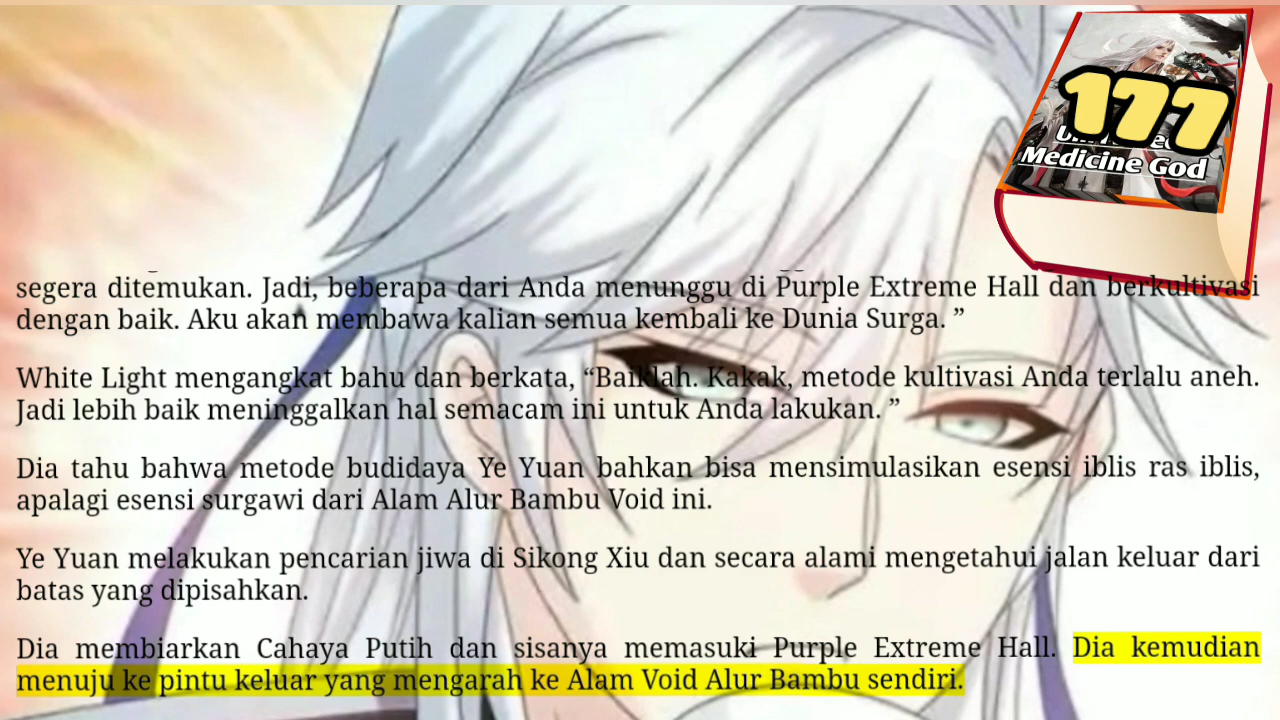 177
Medicine God
segera ditemukan. Jadi, beberapa dari Anda menunggu di Purple Extreme Hall dan berkultivasi
dengan baik. Aku akan membawa kalian semua kembali ke Dunia Surga. ”
White Light mengangkat bahu dan berkata, “Baiklah. Kakak, metode kultivasi Anda terlalu aneh.
Jadi lebih baik meninggalkan hal semacam ini untuk Anda lakukan. ”
Dia tahu bahwa metode budidaya Ye Yuan bahkan bisa mensimulasikan esensi iblis ras iblis,
apalagi esensi surgawi dari Alam Alur Bambu Void ini.
Ye Yuan melakukan pencarian jiwa di Sikong Xiu dan secara alami mengetahui jalan keluar dari
batas yang dipisahkan.
Dia membiarkan Cahaya Putih dan sisanya memasuki Purple Extreme Hall. Dia kemudian
menuju ke pintu keluar yang mengarah ke Alam Void Alur Bambu sendiri.